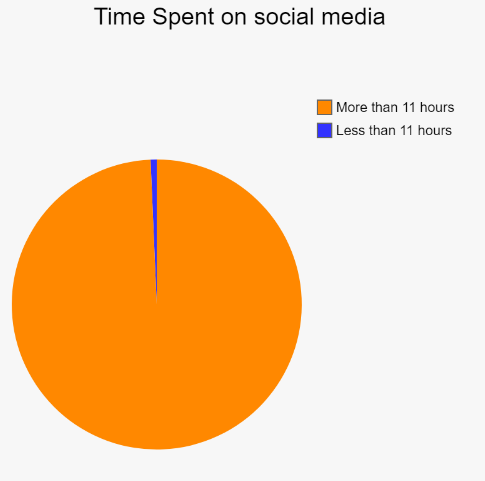 Time Spent on social media
More than 11 hours
Less than 11 hours